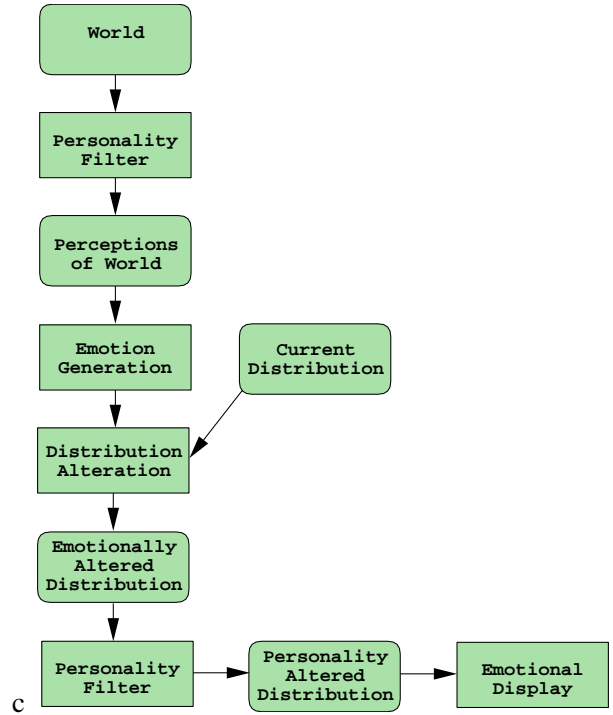 World
Personality
Filter
Perceptions
of World
Emotion
Generation
Current
Distribution
Distribution
Alteration
Emotionally
Altered
Distribution
Personality
Filter
Personality
Altered
Distribution
Emotional
Display
c